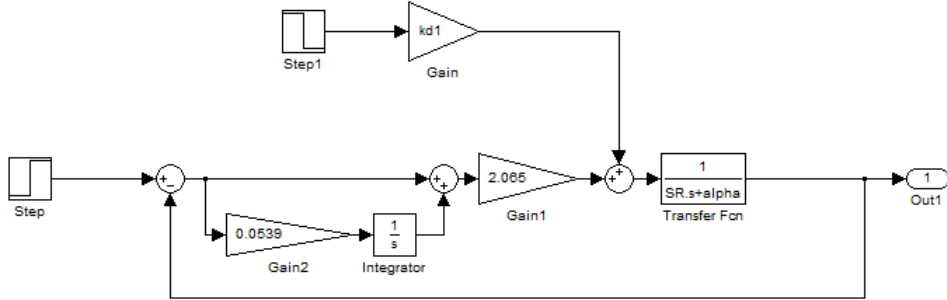 kd1
Step1
Gain
Step
+
−
+
+
2.065
Gain1
+
+
1
SR.s+alpha
Transfer Fcn
1
Out1
0.0539
Gain2
1
s
Integrator